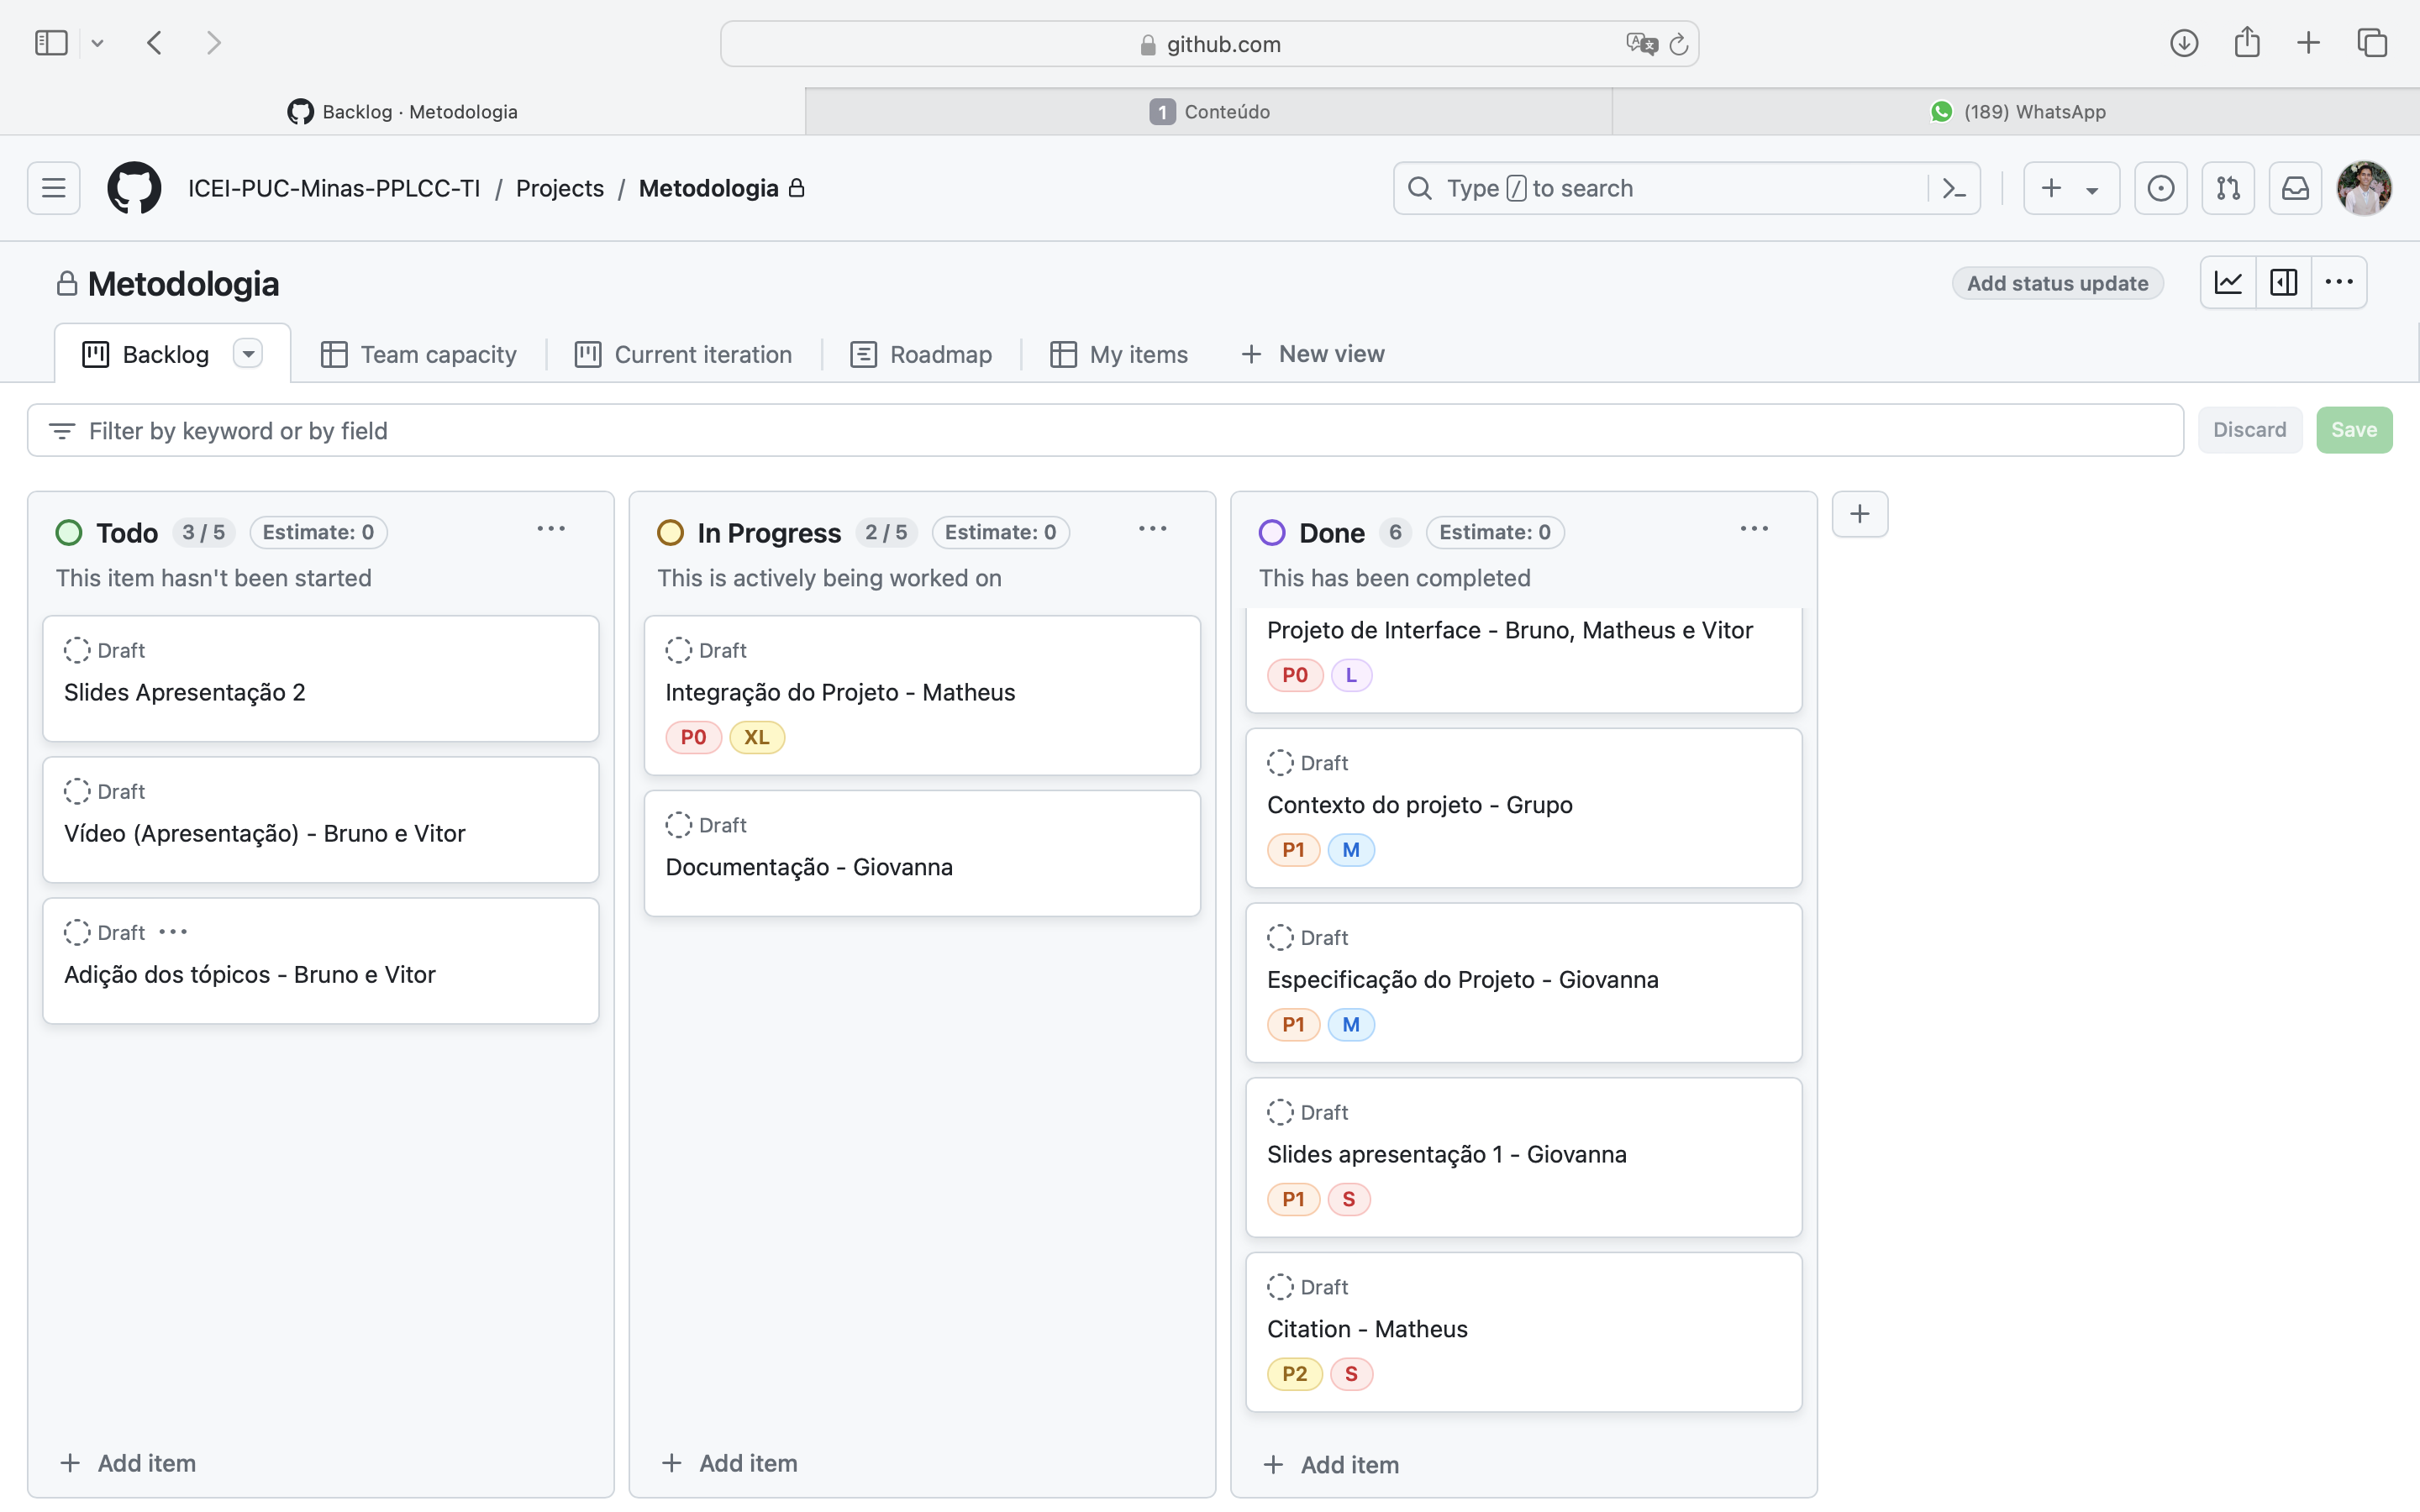 github.com
Backlog · Metodologia
1 Conteúdo
(189) WhatsApp
ICEI-PUC-Minas-PPLCC-TI / Projects / Metodologia
Type / to search
Metodologia
Add status update
Backlog
Team capacity
Current iteration
Roadmap
My items
New view
Filter by keyword or by field
Discard
Save
Todo 3 / 5 Estimate: 0
This item hasn't been started
Draft
Slides Apresentação 2
Draft
Vídeo (Apresentação) - Bruno e Vitor
Draft
Adição dos tópicos - Bruno e Vitor
Add item
In Progress 2 / 5 Estimate: 0
This is actively being worked on
Draft
Integração do Projeto - Matheus
P0 XL
Draft
Documentação - Giovanna
Add item
Done 6 Estimate: 0
This has been completed
Projeto de Interface - Bruno, Matheus e Vitor
P0 L
Draft
Contexto do projeto - Grupo
P1 M
Draft
Especificação do Projeto - Giovanna
P1 M
Draft
Slides apresentação 1 - Giovanna
P1 S
Draft
Citation - Matheus
P2 S
Add item